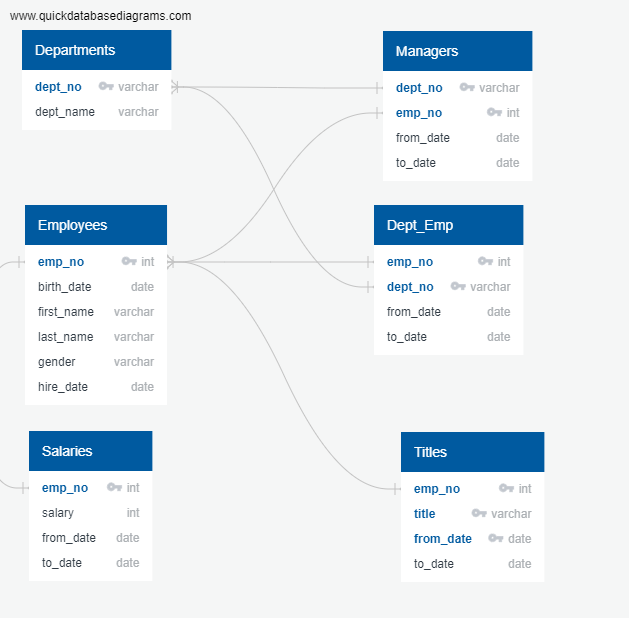 www.quickdatabasediagrams.com
Departments
dept_no varchar
dept_name varchar
Managers
dept_no varchar
emp_no int
from_date date
to_date date
Employees
emp_no int
birth_date date
first_name varchar
last_name varchar
gender varchar
hire_date date
Dept_Emp
emp_no int
dept_no varchar
from_date date
to_date date
Salaries
emp_no int
salary int
from_date date
to_date date
Titles
emp_no int
title varchar
from_date date
to_date date